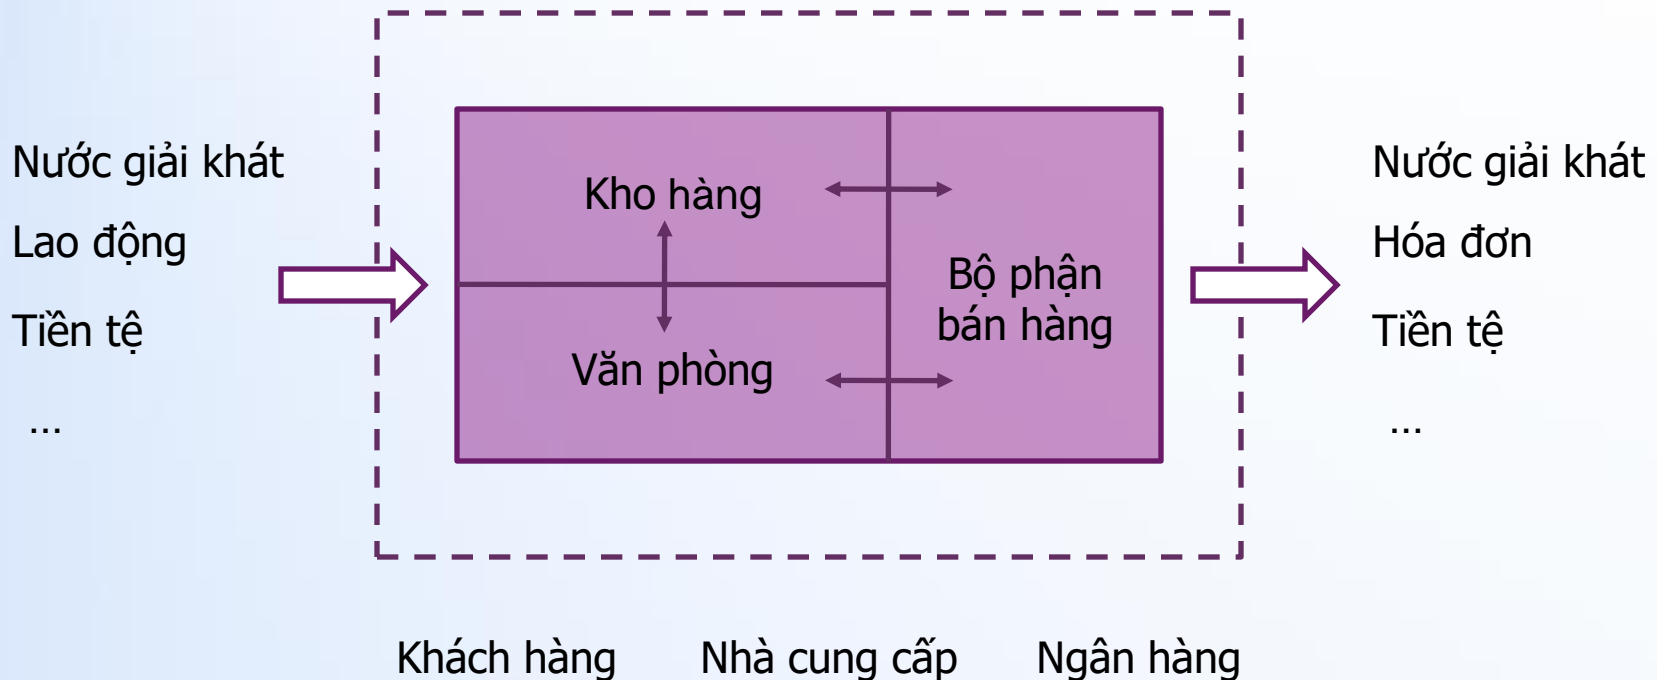 Nước giải khát
Lao động
Tiền tệ
...
Kho hàng
Văn phòng
Bộ phận
bán hàng
Nước giải khát
Hóa đơn
Tiền tệ
...
Khách hàng Nhà cung cấp Ngân hàng